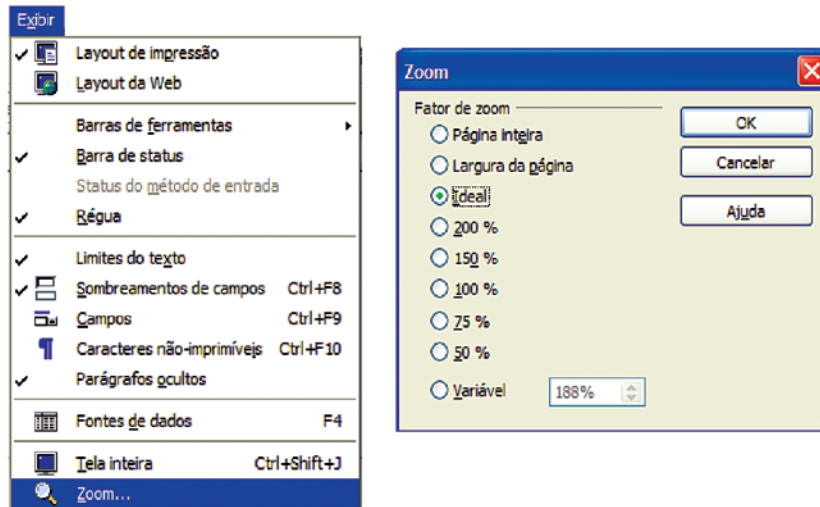 Exibir
Layout de impressão
Layout da Web
Barras de ferramentas
Barra de status
Status do método de entrada
Régua
Limites do texto
Sombreamentos de campos Ctrl+F8
Campos Ctrl+F9
Caracteres não-imprimíveis Ctrl+F10
Parágrafos ocultos
Fontes de dados F4
Tela inteira Ctrl+Shift+J
Zoom...
Zoom
Fator de zoom
Página inteira
Largura da página
Ideal
200 %
150 %
100 %
75 %
50 %
Variável 188%
OK
Cancelar
Ajuda